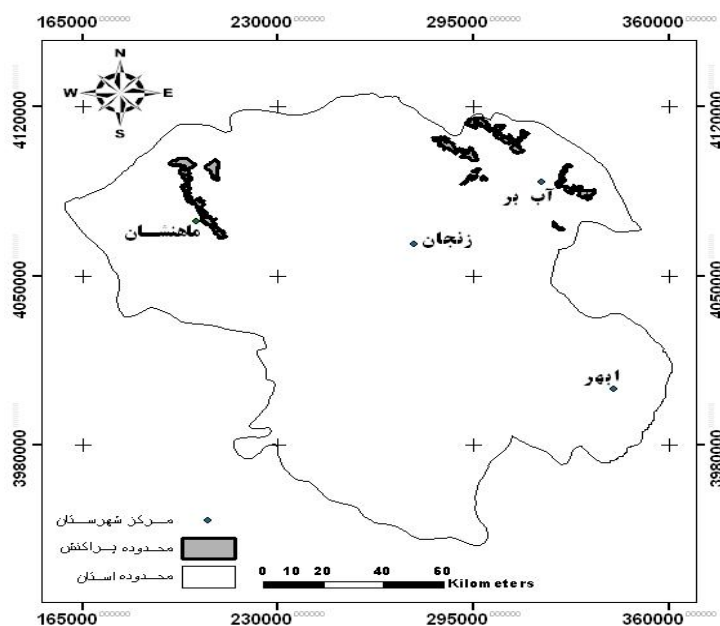 165000 230000 295000 360000
N
W E
S
4120000 4120000
آب بر
ماهنشان
زنجان
4050000 4050000
ابهر
3980000 3980000
مرکز شهرستان
محدوده پراکنش
محدوده استان
0 10 20 40 60
Kilometers
165000 230000 295000 360000